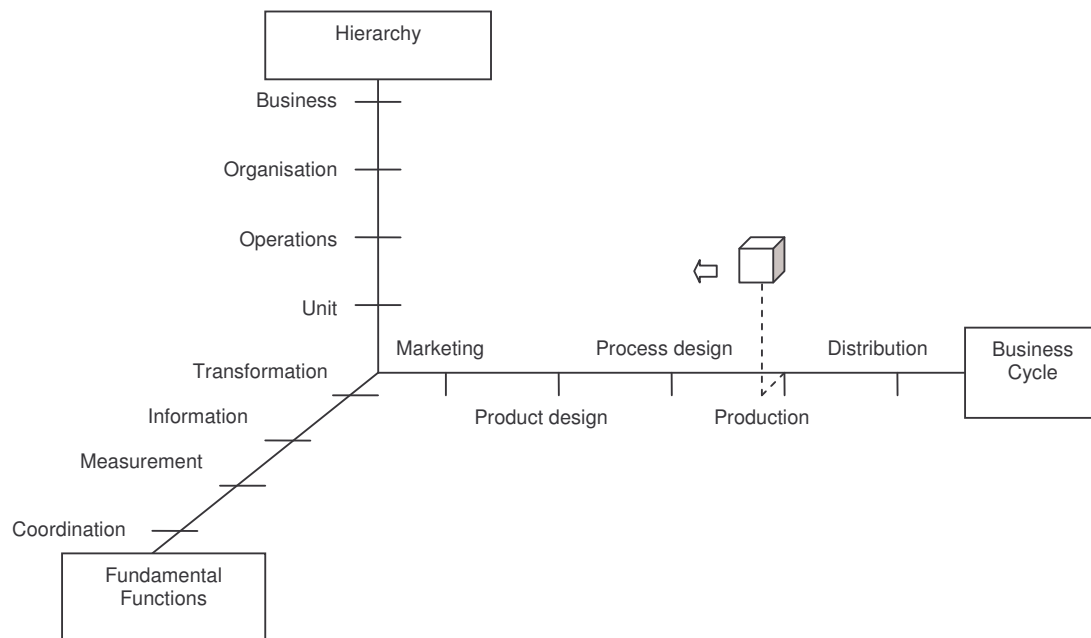 Hierarchy
Business
Organisation
Operations
Unit
Marketing
Process design
Distribution
Business
Cycle
Transformation
Product design
Production
Information
Measurement
Coordination
Fundamental
Functions